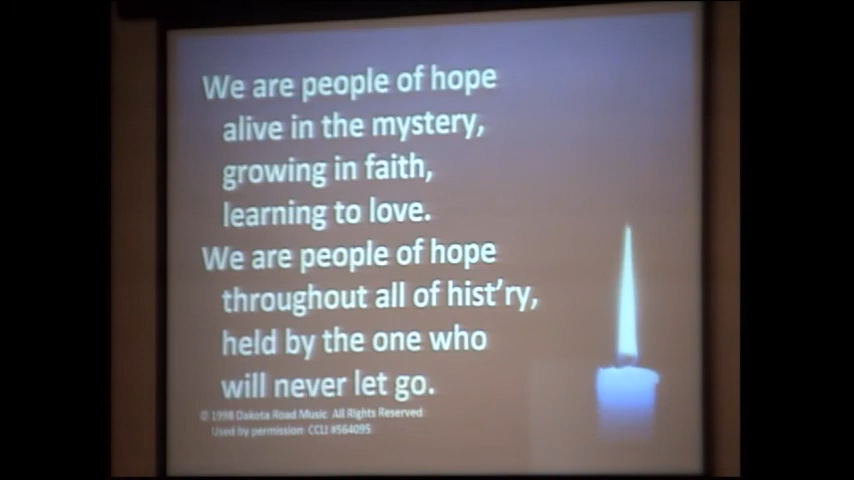 We are people of hope
alive in the mystery,
growing in faith,
learning to love.
We are people of hope
throughout all of hist'ry,
held by the one who
will never let go.
© 1998 Dakota Road Music All Rights Reserved
Used by permission CCLI #564095